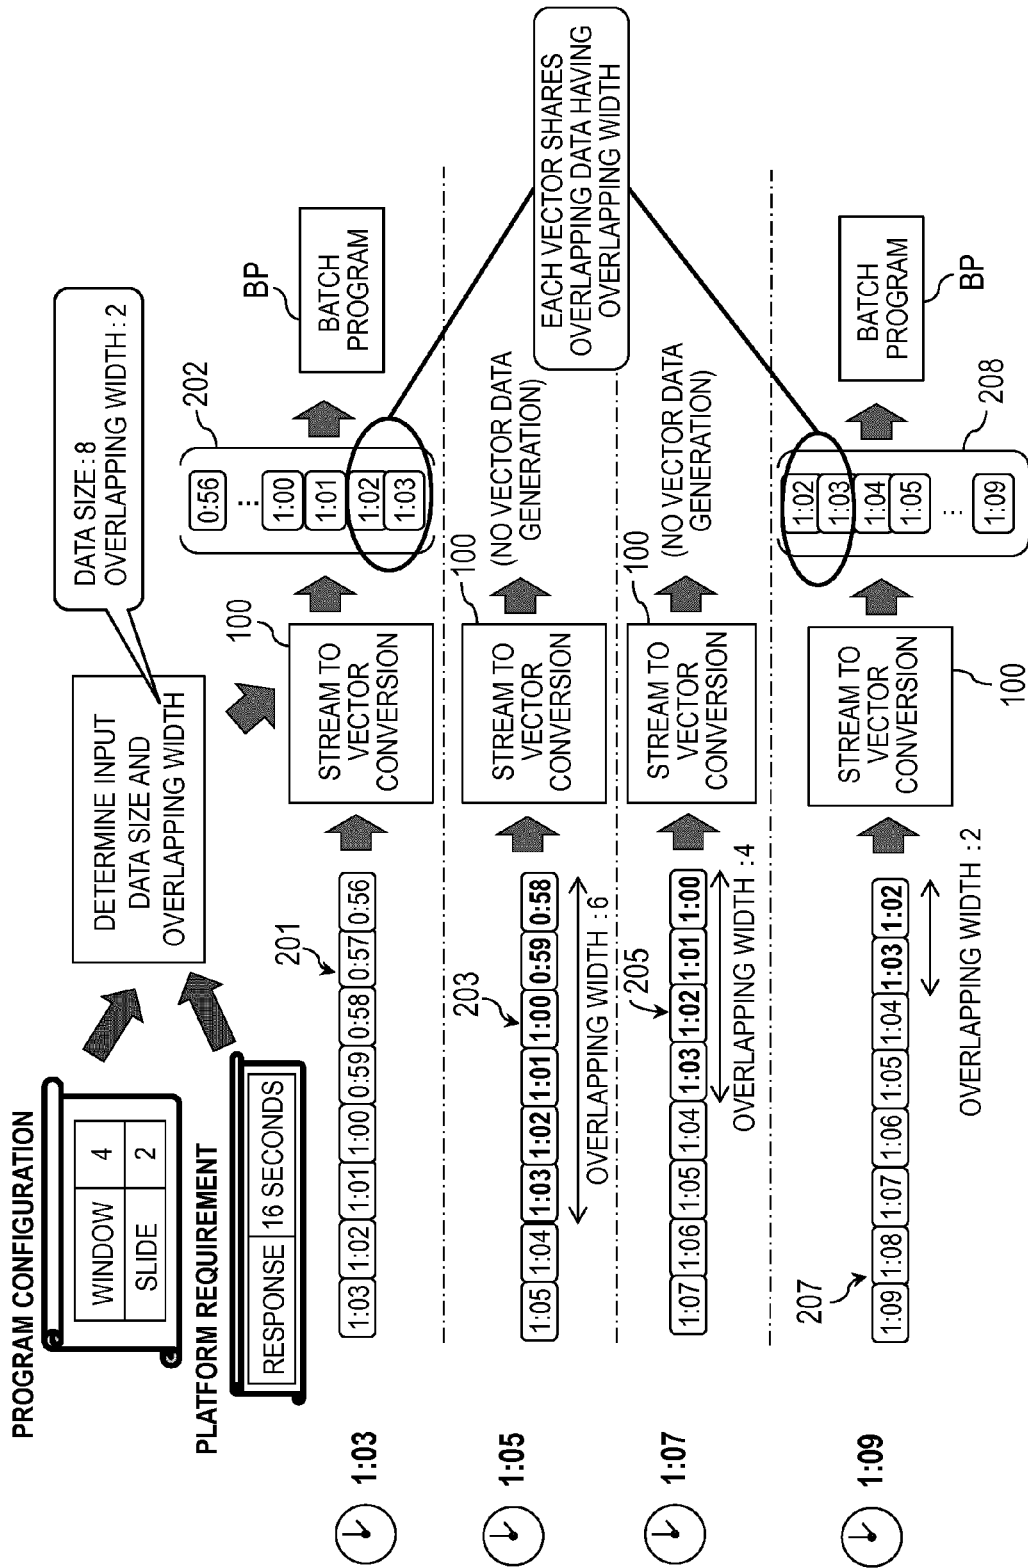 PROGRAM CONFIGURATION
WINDOW 4
SLIDE 2
PLATFORM REQUIREMENT
RESPONSE 16 SECONDS
DETERMINE INPUT
DATA SIZE AND
OVERLAPPING WIDTH
DATA SIZE : 8
OVERLAPPING WIDTH : 2
1:03
1:03 1:02 1:01 1:00 0:59 0:58 0:57 0:56
201
STREAM TO
VECTOR
CONVERSION
100
202
0:56
...
1:00
1:01
1:02
1:03
BATCH
PROGRAM
BP
1:05
1:05 1:04 1:03 1:02 1:01 1:00 0:59 0:58
203
OVERLAPPING WIDTH : 6
STREAM TO
VECTOR
CONVERSION
100
(NO VECTOR DATA
GENERATION)
EACH VECTOR SHARES
OVERLAPPING DATA HAVING
OVERLAPPING WIDTH
1:07
1:07 1:06 1:05 1:04 1:03 1:02 1:01 1:00
205
OVERLAPPING WIDTH : 4
STREAM TO
VECTOR
CONVERSION
100
(NO VECTOR DATA
GENERATION)
1:09
207
1:09 1:08 1:07 1:06 1:05 1:04 1:03 1:02
OVERLAPPING WIDTH : 2
STREAM TO
VECTOR
CONVERSION
100
1:02
1:03
1:04
1:05
...
1:09
208
BATCH
PROGRAM
BP